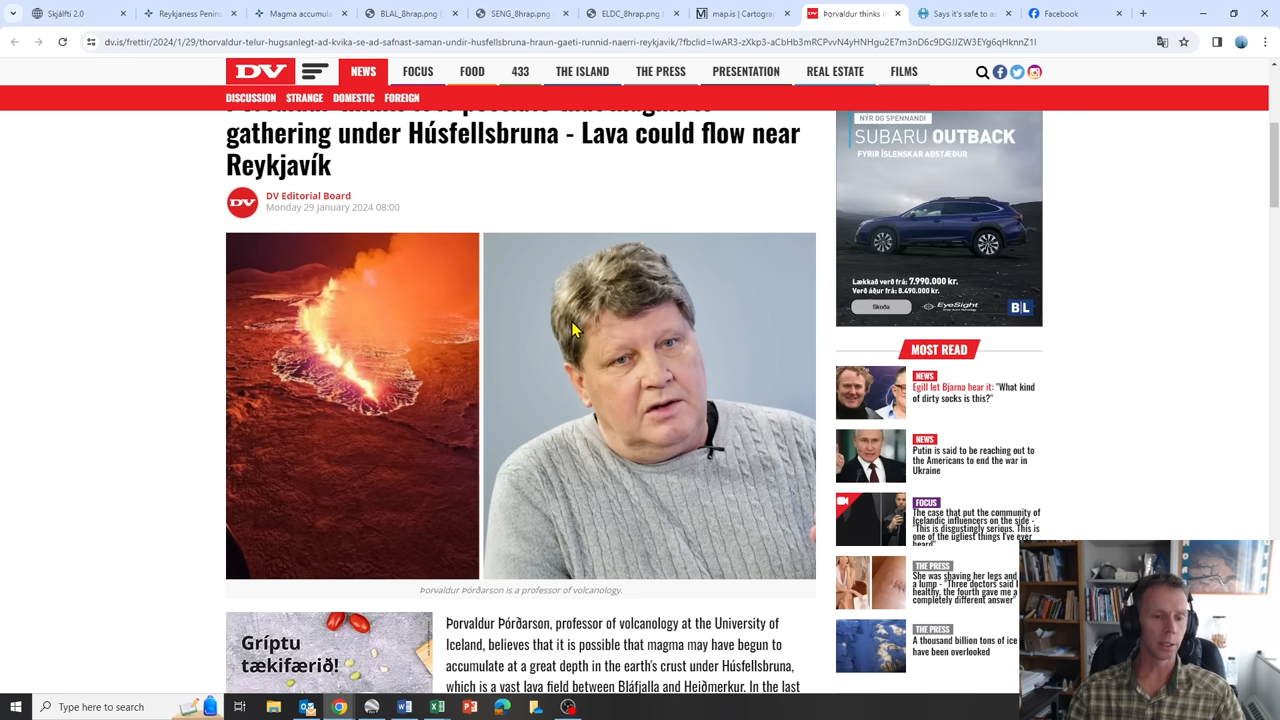 Skjálfti 2.0
Reykjaness Penins
Magma accumula
BLAL_8hrap.png (
SENG_8hrap.png
ELDC_8hrap.png
map.is | Cartograp
Þorvaldur thinks it
Says it's safe to as
Facebook
dv.is/frettir/2024/1/29/thorvaldur-telur-hugsanlegt-ad-kvika-se-ad-safnast-saman-undir-husfellsbruna-hraun-gaeti-runnid-naerri-reykjavik/?fbclid=IwAR3-zXkp3-aCbHb3mRCPvvN4yHNHgu2E7m3nD6c9DGJJZW3EYg6qHknnZ1I
DV
NEWS
FOCUS
FOOD
433
THE ISLAND
THE PRESS
PRESENTATION
REAL ESTATE
FILMS
DISCUSSION
STRANGE
DOMESTIC
FOREIGN
gathering under Húsfellsbruna - Lava could flow near
Reykjavík
DV
DV Editorial Board
Monday 29 January 2024 08:00
Þorvaldur Þórðarson is a professor of volcanology.
Gríptu
tækifærið!
Þorvaldur Þórðarson, professor of volcanology at the University of
Iceland, believes that it is possible that magma may have begun to
accumulate at a great depth in the earth's crust under Húsfellsbruna,
which is a vast lava field between Bláfjalla and Heiðmerkur. In the last
NÝR OG SPENNANDI
SUBARU OUTBACK
FYRIR ÍSLENSKAR ABSTÆÐUR
Lækkað verð frá: 7.990.000 kr.
Verð áður frá: 8.490.000 kr.
Skoða
EyeSight
B|L
MOST READ
NEWS
Egill let Bjarna hear it: "What kind
of dirty socks is this?"
NEWS
Putin is said to be reaching out to
the Americans to end the war in
Ukraine
FOCUS
The case that put the community of
Icelandic influencers on the side -
"This is disgustingly serious. This is
one of the ugliest things I've ever
heard"
THE PRESS
She was shaving her legs and
a lump - "Three doctors said I
healthy, the fourth gave me a
completely different answer"
THE PRESS
A thousand billion tons of ice
have been overlooked
Type here to search